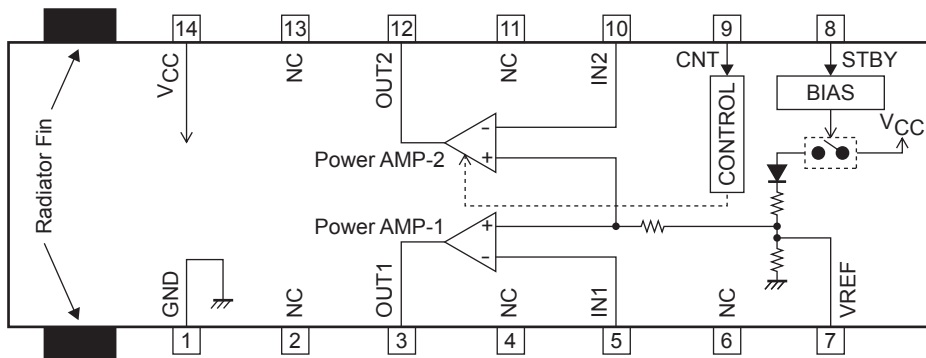 14 13 12 11 10 9 8
VCC
NC
OUT2
NC
IN2
CNT
STBY
BIAS
VCC
CONTROL
Radiator Fin
Power AMP-2
-
+
Power AMP-1
+
-
GND
NC
OUT1
NC
IN1
NC
VREF
1 2 3 4 5 6 7